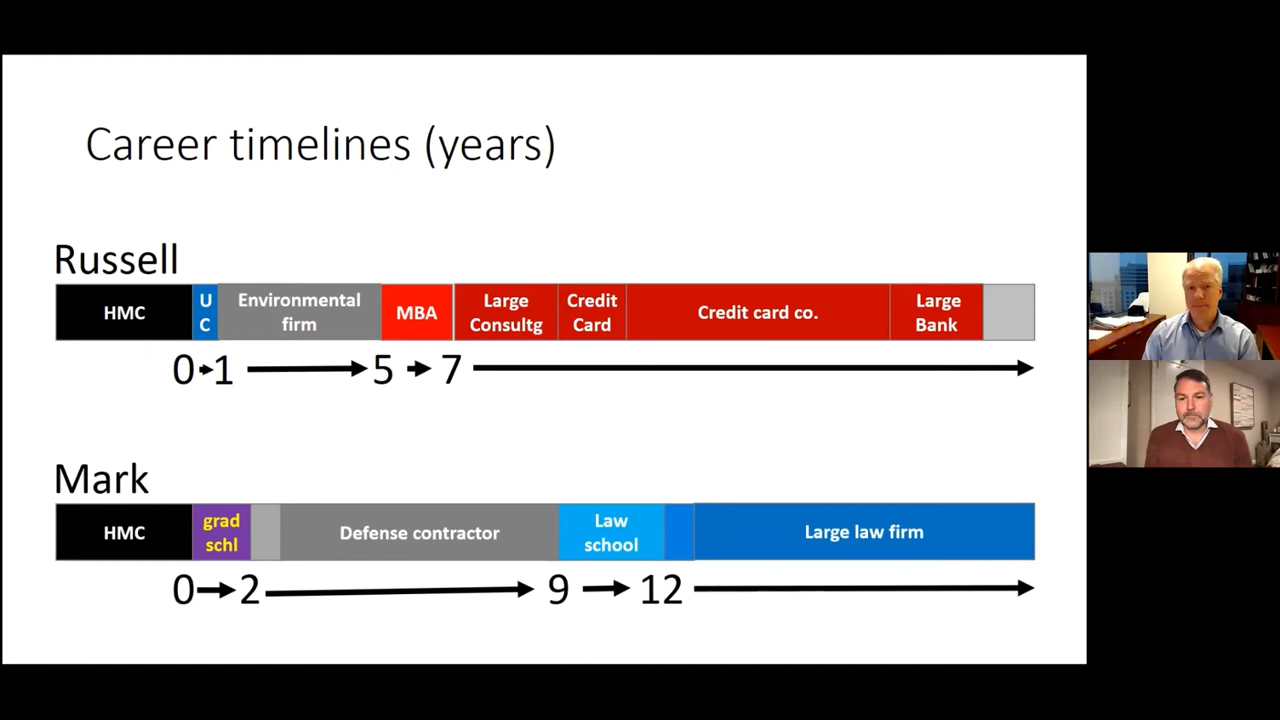 Career timelines (years)
Russell
HMC
U
C
Environmental
firm
MBA
Large
Consultg
Credit
Card
Credit card co.
Large
Bank
0 1 5 7
Mark
HMC
grad
schl
Defense contractor
Law
school
Large law firm
0 2 9 12